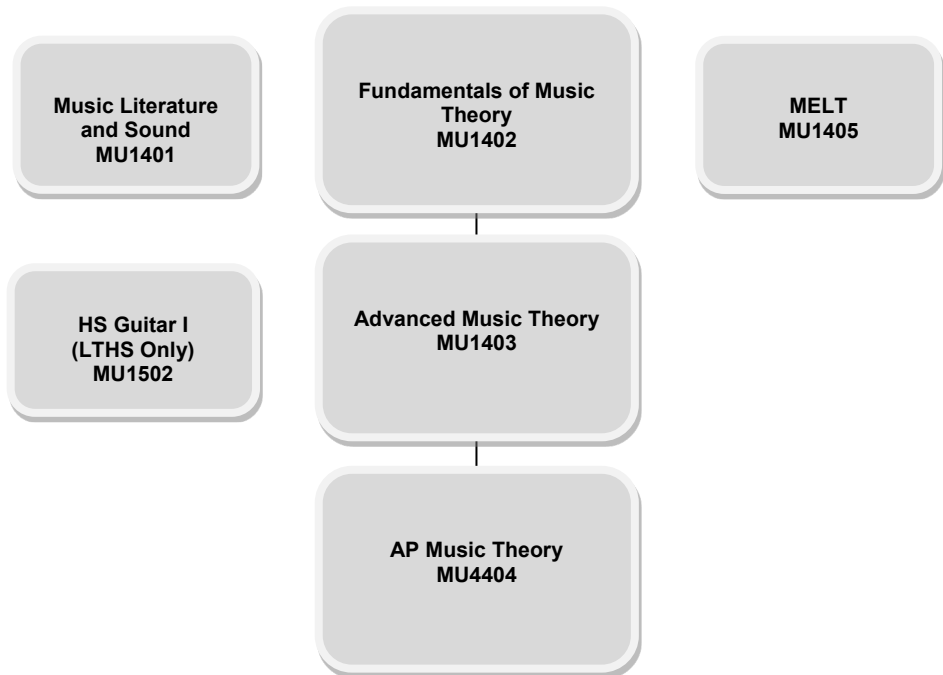 Music Literature
and Sound
MU1401
Fundamentals of Music
Theory
MU1402
MELT
MU1405
HS Guitar I
(LTHS Only)
MU1502
Advanced Music Theory
MU1403
AP Music Theory
MU4404